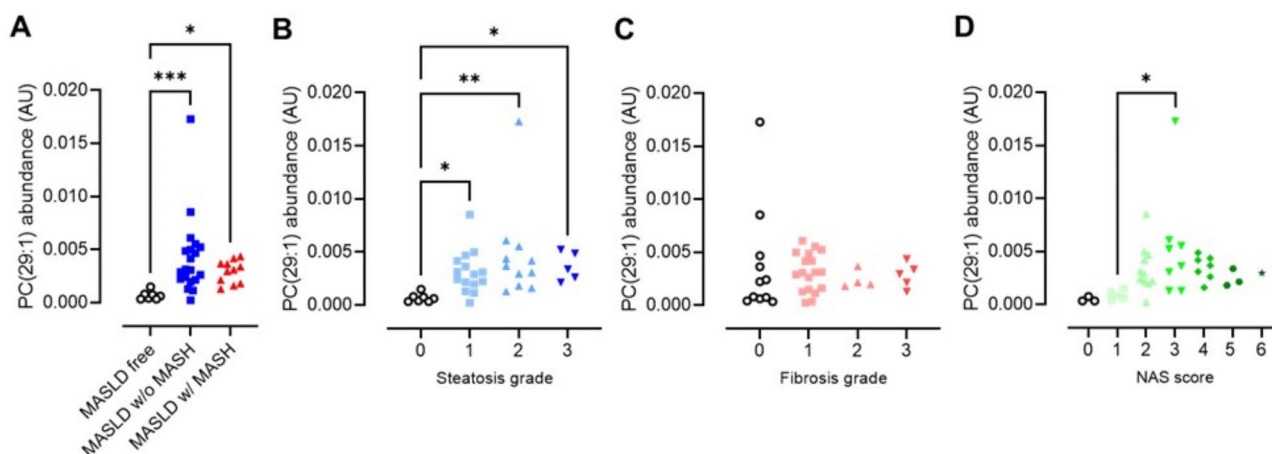 A
PC(29:1) abundance (AU)
0.020
0.015
0.010
0.005
0.000
***
*
MASLD free
MASLD w/o MASH
MASLD w/ MASH
B
PC(29:1) abundance (AU)
0.020
0.015
0.010
0.005
0.000
*
**
*
0 1 2 3
Steatosis grade
C
PC(29:1) abundance (AU)
0.020
0.015
0.010
0.005
0.000
0 1 2 3
Fibrosis grade
D
PC(29:1) abundance (AU)
0.020
0.015
0.010
0.005
0.000
*
0 1 2 3 4 5 6
NAS score